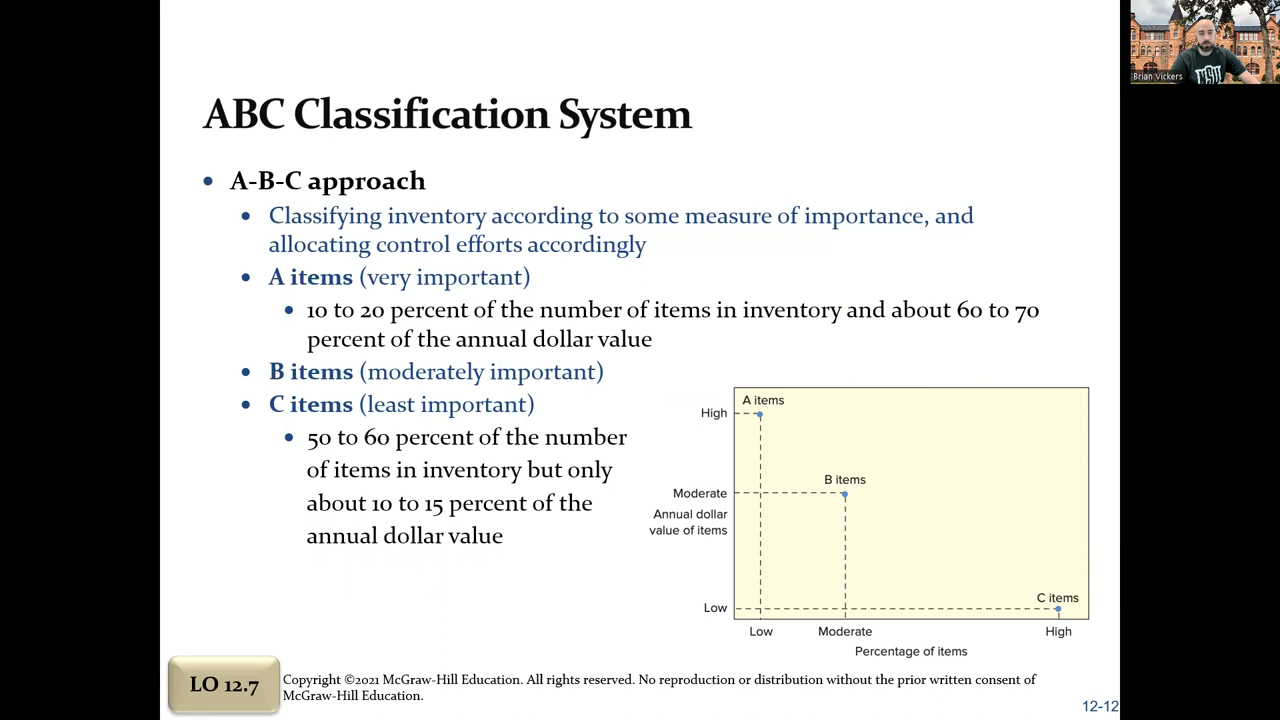 Brian Vickers
ABC Classification System
• A-B-C approach
• Classifying inventory according to some measure of importance, and
allocating control efforts accordingly
• A items (very important)
• 10 to 20 percent of the number of items in inventory and about 60 to 70
percent of the annual dollar value
• B items (moderately important)
• C items (least important)
• 50 to 60 percent of the number
of items in inventory but only
about 10 to 15 percent of the
annual dollar value
A items
High
B items
Moderate
Annual dollar
value of items
C items
Low
Low Moderate High
Percentage of items
LO 12.7
Copyright ©2021 McGraw-Hill Education. All rights reserved. No reproduction or distribution without the prior written consent of
McGraw-Hill Education.
12-12